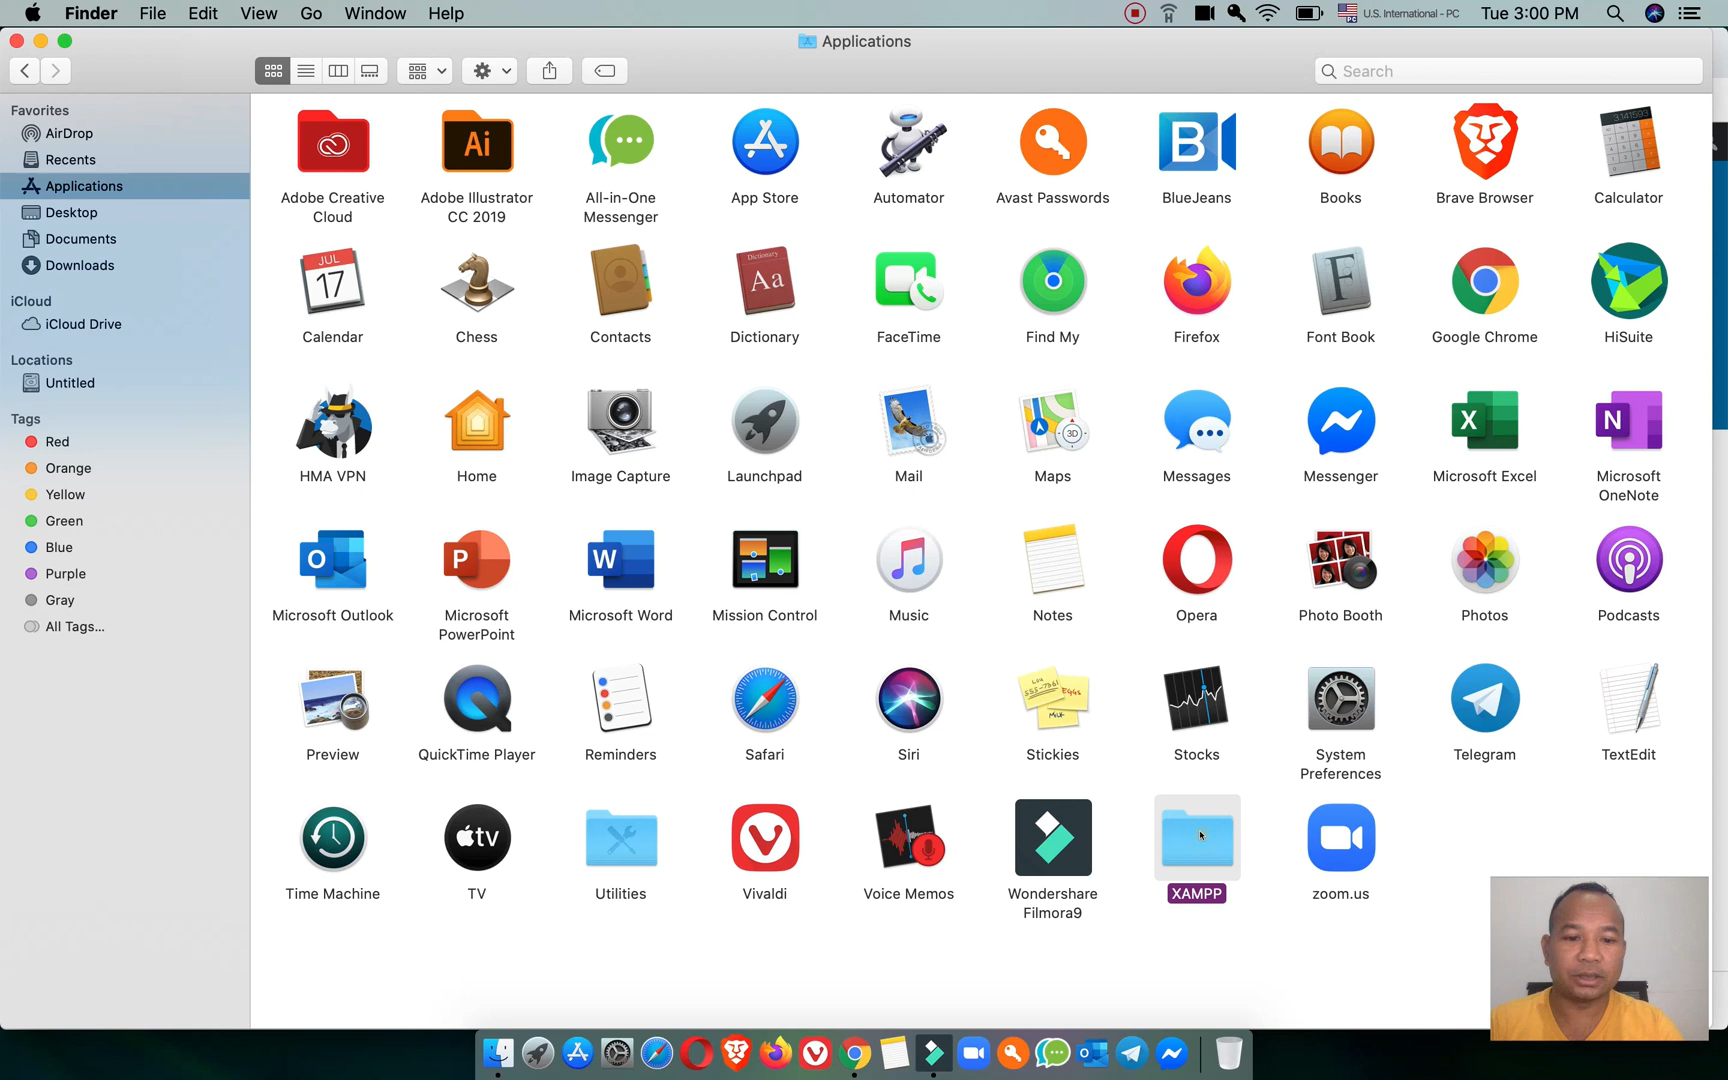 Finder File Edit View Go Window Help
U.S. International - PC Tue 3:00 PM
Applications
Search
Favorites
AirDrop
Recents
Applications
Desktop
Documents
Downloads
iCloud
iCloud Drive
Locations
Untitled
Tags
Red
Orange
Yellow
Green
Blue
Purple
Gray
All Tags...
Adobe Creative Cloud
Adobe Illustrator CC 2019
All-in-One Messenger
App Store
Automator
Avast Passwords
BlueJeans
Books
Brave Browser
Calculator
Calendar
Chess
Contacts
Dictionary
FaceTime
Find My
Firefox
Font Book
Google Chrome
HiSuite
HMA VPN
Home
Image Capture
Launchpad
Mail
Maps
Messages
Messenger
Microsoft Excel
Microsoft OneNote
Microsoft Outlook
Microsoft PowerPoint
Microsoft Word
Mission Control
Music
Notes
Opera
Photo Booth
Photos
Podcasts
Preview
QuickTime Player
Reminders
Safari
Siri
Stickies
Stocks
System Preferences
Telegram
TextEdit
Time Machine
TV
Utilities
Vivaldi
Voice Memos
Wondershare Filmora9
XAMPP
zoom.us